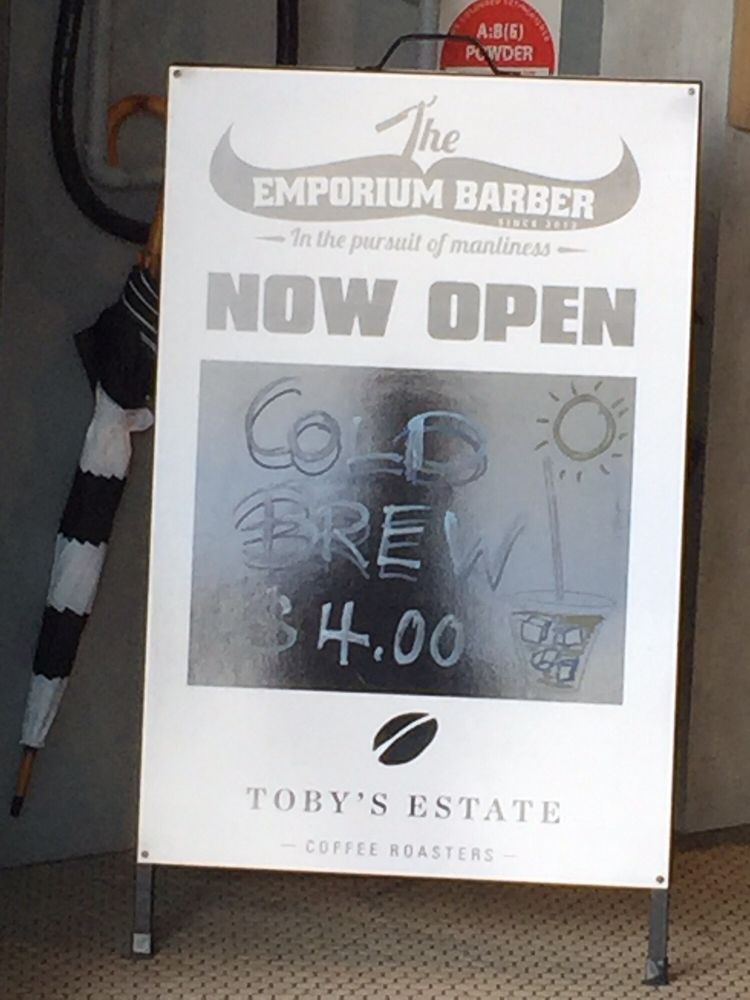 A:B(E)
POWDER
The
EMPORIUM BARBER
SINCE 2012
In the pursuit of manliness
NOW OPEN
COLD
BREW
$4.00
TOBY'S ESTATE
COFFEE ROASTERS